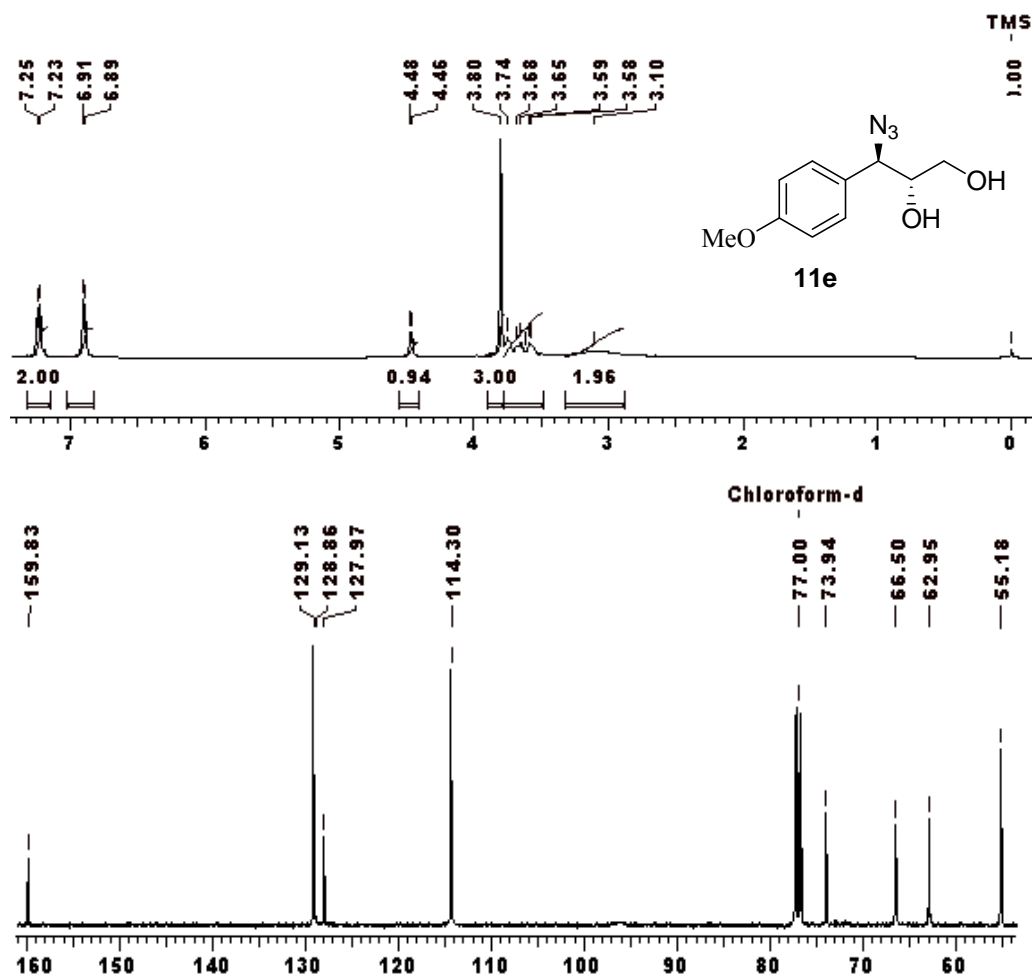 TMS
7.25 7.23 6.91 6.89 4.48 4.46 3.80 3.74 3.68 3.65 3.59 3.58 3.10 ).00
N3
OH
OH
MeO
11e
2.00 0.94 3.00 1.96
7 6 5 4 3 2 1 0
Chloroform-d
159.83 129.13 128.86 127.97 114.30 77.00 73.94 66.50 62.95 55.18
160 150 140 130 120 110 100 90 80 70 60